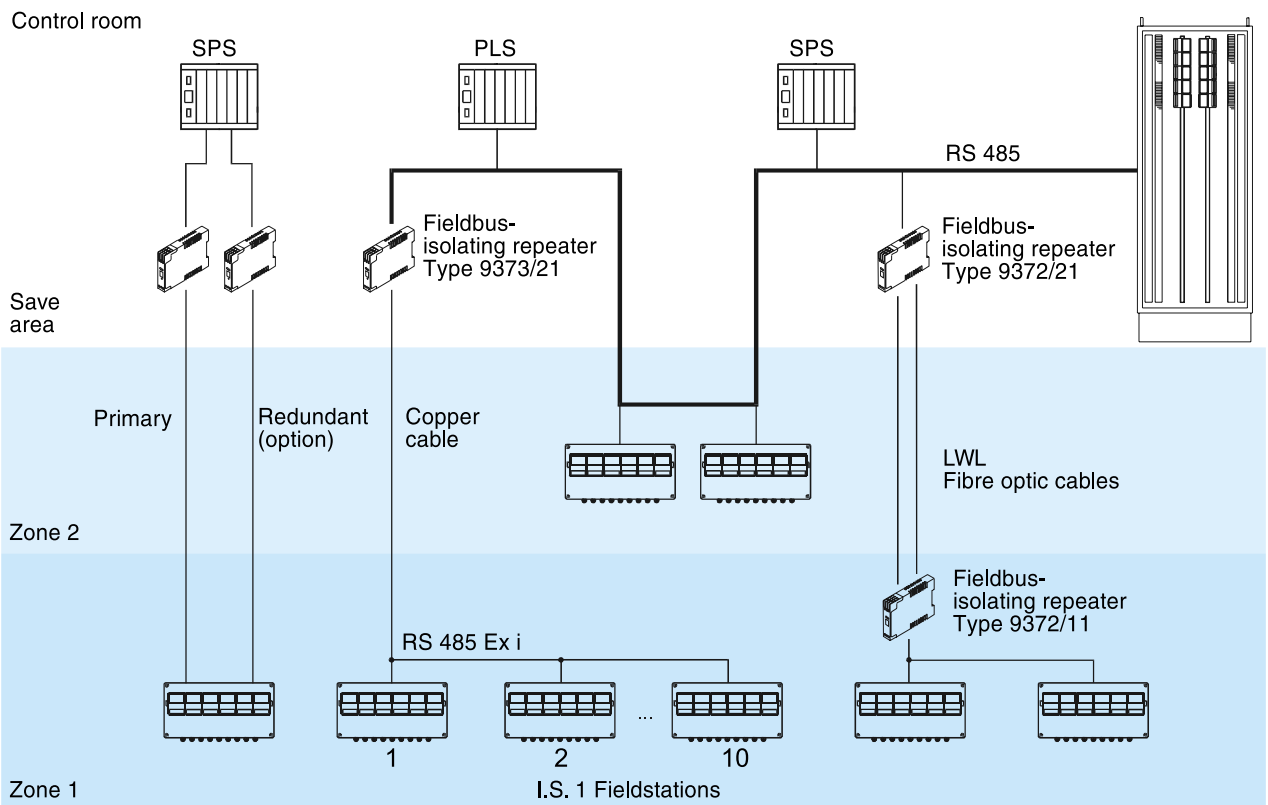 Control room
SPS
PLS
SPS
RS 485
Fieldbus-
isolating repeater
Type 9373/21
Fieldbus-
isolating repeater
Type 9372/21
Save
area
Primary
Redundant
(option)
Copper
cable
LWL
Fibre optic cables
Zone 2
Fieldbus-
isolating repeater
Type 9372/11
RS 485 Ex i
...
1
2
10
Zone 1
I.S. 1 Fieldstations